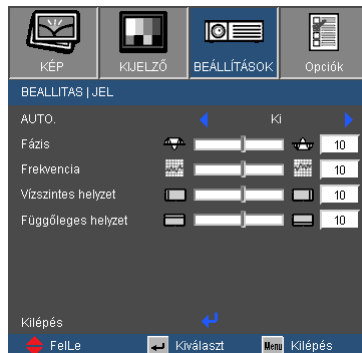 KÉP KIJELZŐ BEÁLLÍTÁSOK Opciók
BEALLITAS | JEL
AUTO. Ki
Fázis 10
Frekvencia 10
Vízszintes helyzet 10
Függőleges helyzet 10
Kilépés
FelLe Kiválaszt Menu Kilépés